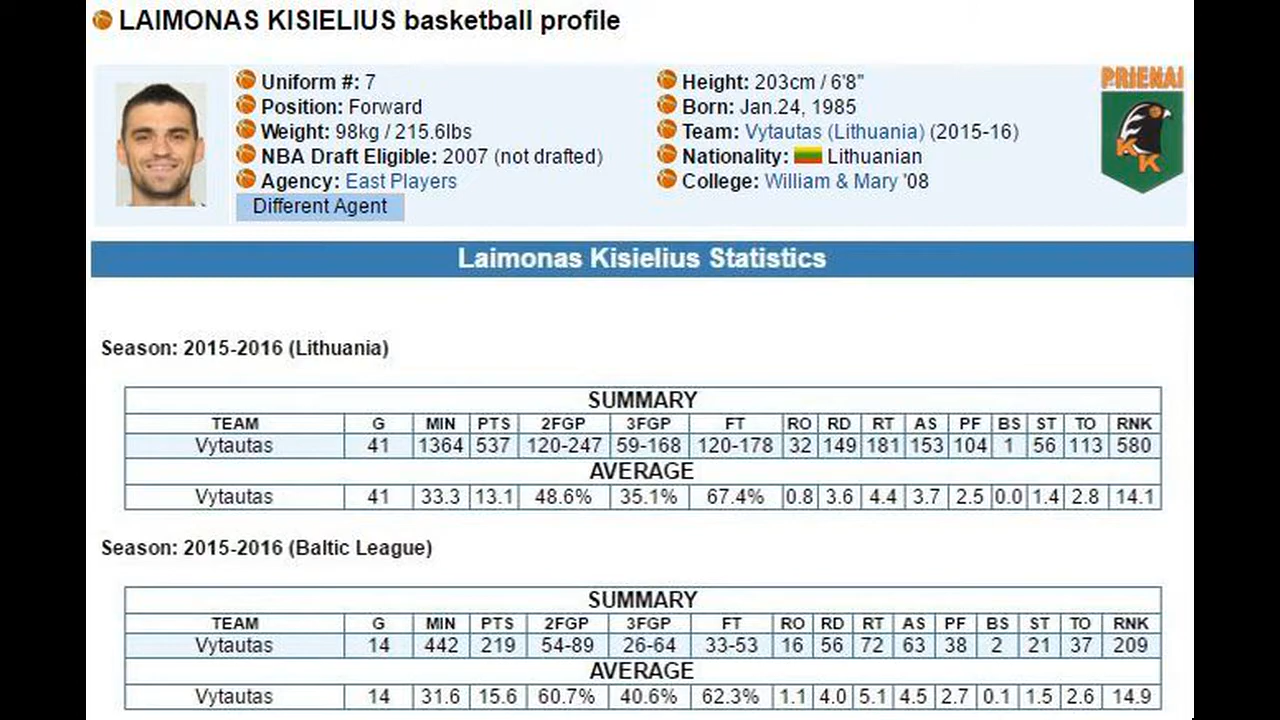 LAIMONAS KISIELIUS basketball profile
Uniform #: 7
Position: Forward
Weight: 98kg / 215.6lbs
NBA Draft Eligible: 2007 (not drafted)
Agency: East Players
Different Agent
Height: 203cm / 6'8"
Born: Jan.24, 1985
Team: Vytautas (Lithuania) (2015-16)
Nationality: Lithuanian
College: William & Mary '08
PRIENAI
KK
Laimonas Kisielius Statistics
Season: 2015-2016 (Lithuania)
SUMMARY
TEAM G MIN PTS 2FGP 3FGP FT RO RD RT AS PF BS ST TO RNK
Vytautas 41 1364 537 120-247 59-168 120-178 32 149 181 153 104 1 56 113 580
AVERAGE
Vytautas 41 33.3 13.1 48.6% 35.1% 67.4% 0.8 3.6 4.4 3.7 2.5 0.0 1.4 2.8 14.1
Season: 2015-2016 (Baltic League)
SUMMARY
TEAM G MIN PTS 2FGP 3FGP FT RO RD RT AS PF BS ST TO RNK
Vytautas 14 442 219 54-89 26-64 33-53 16 56 72 63 38 2 21 37 209
AVERAGE
Vytautas 14 31.6 15.6 60.7% 40.6% 62.3% 1.1 4.0 5.1 4.5 2.7 0.1 1.5 2.6 14.9